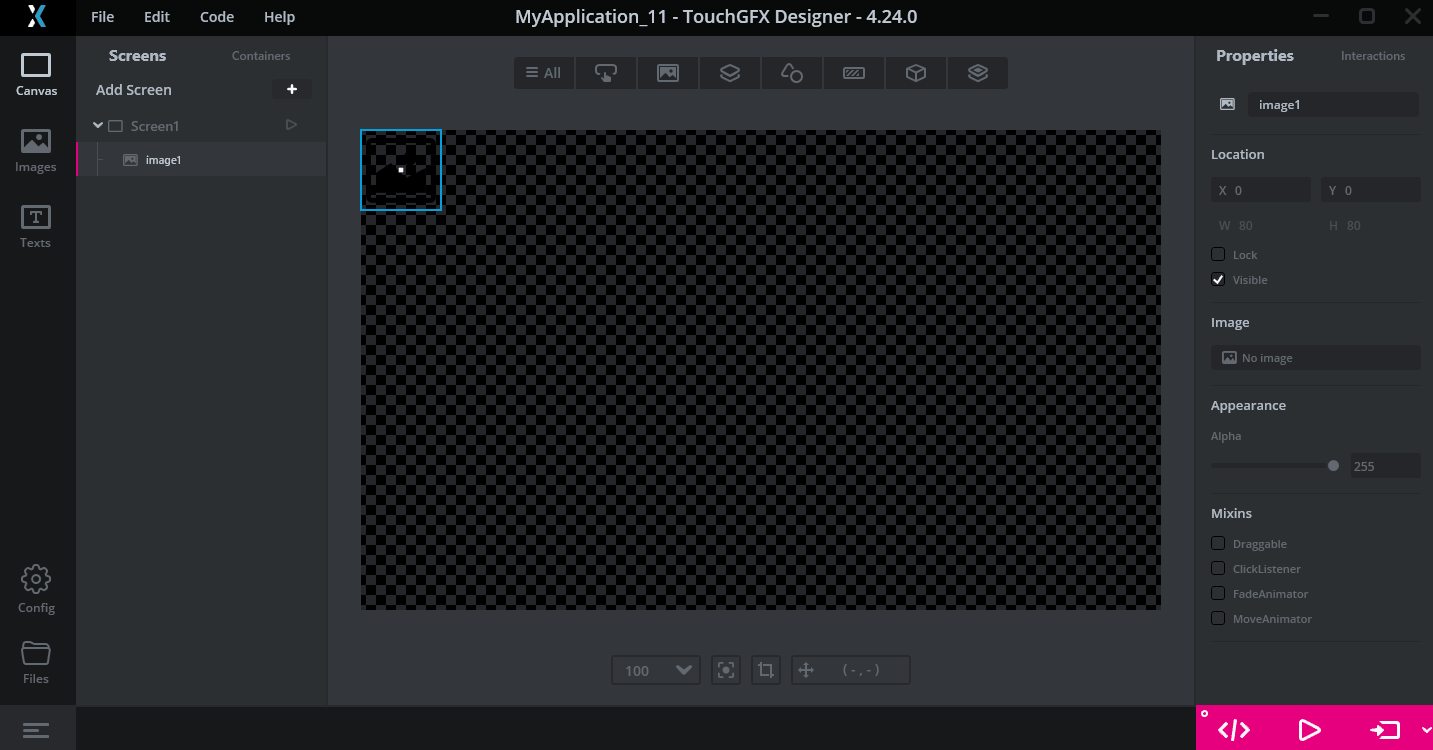 File Edit Code Help MyApplication_11 - TouchGFX Designer - 4.24.0
Canvas
Images
Texts
Config
Files
Screens Containers
Add Screen +
Screen1
image1
All
100 (-,-)
Properties Interactions
image1
Location
X 0 Y 0
W 80 H 80
Lock
Visible
Image
No image
Appearance
Alpha
255
Mixins
Draggable
ClickListener
FadeAnimator
MoveAnimator